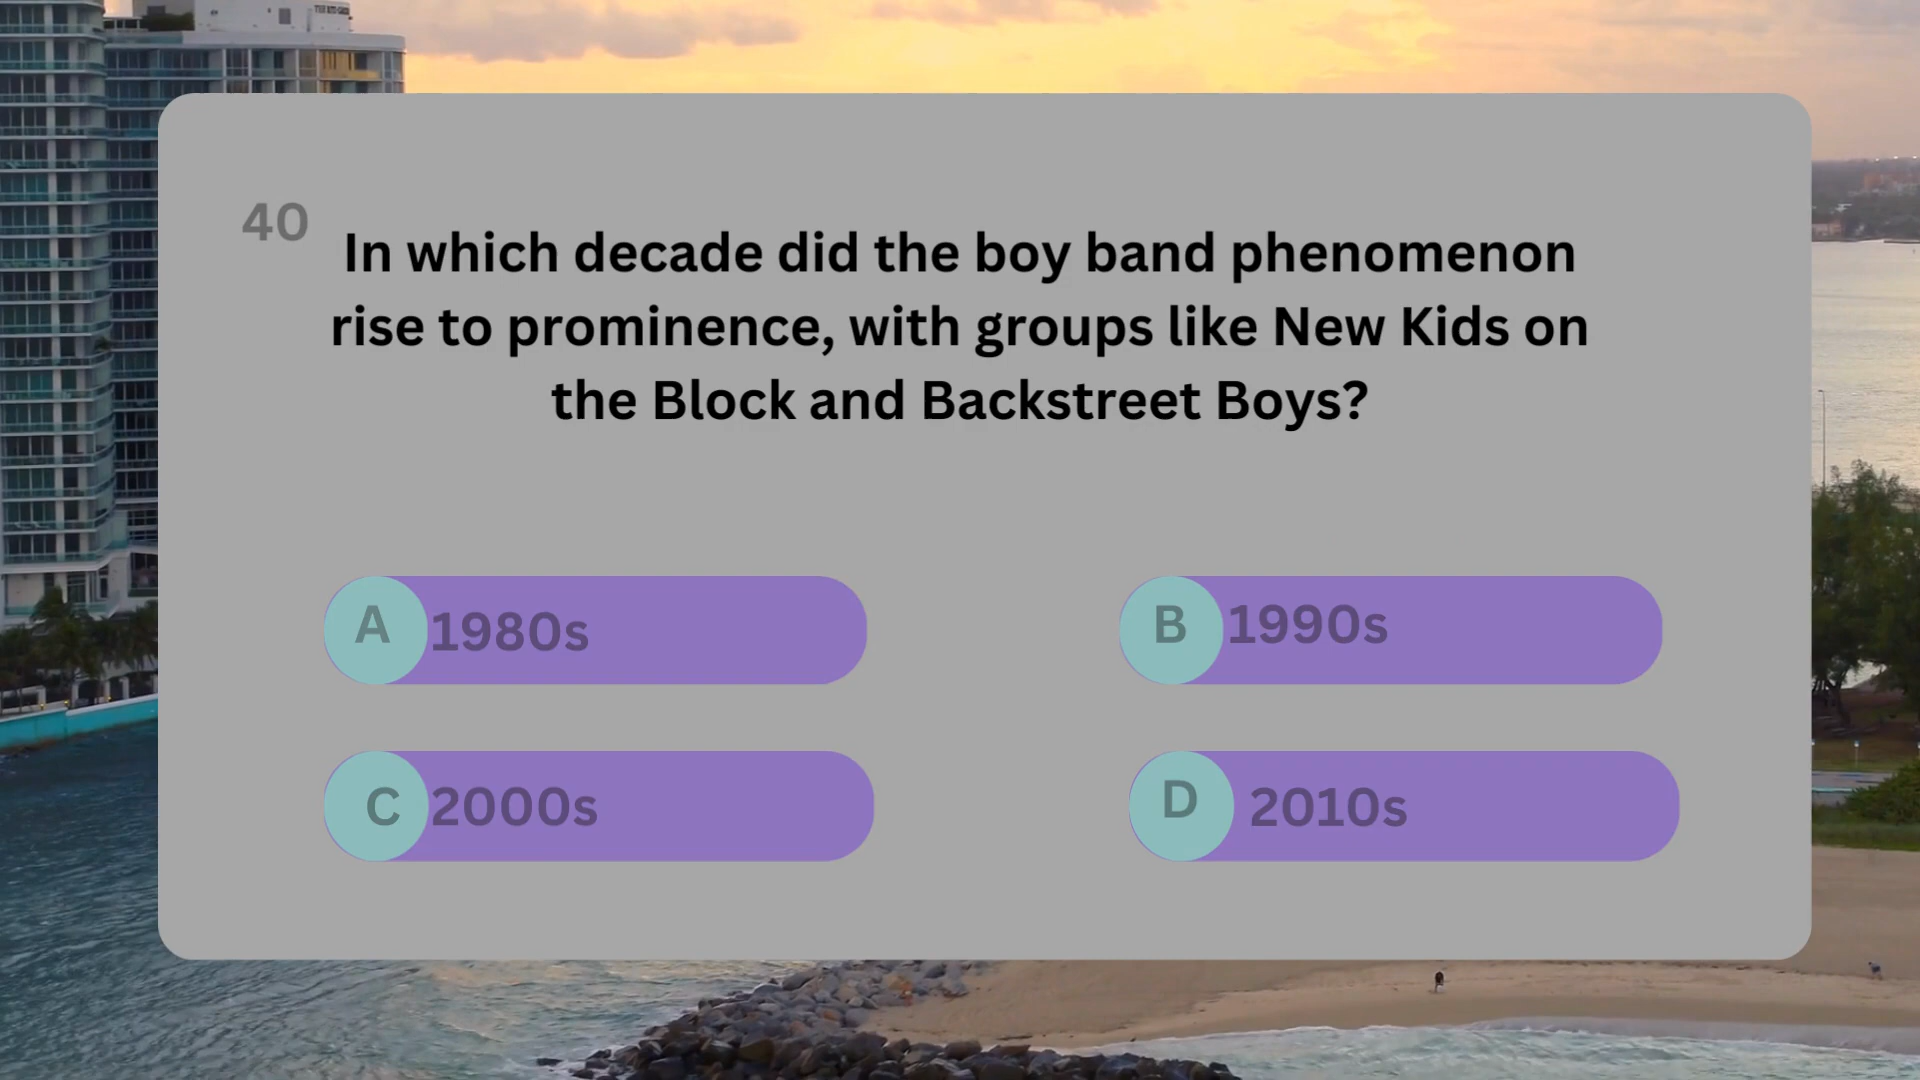 40
In which decade did the boy band phenomenon
rise to prominence, with groups like New Kids on
the Block and Backstreet Boys?
A 1980s
B 1990s
C 2000s
D 2010s